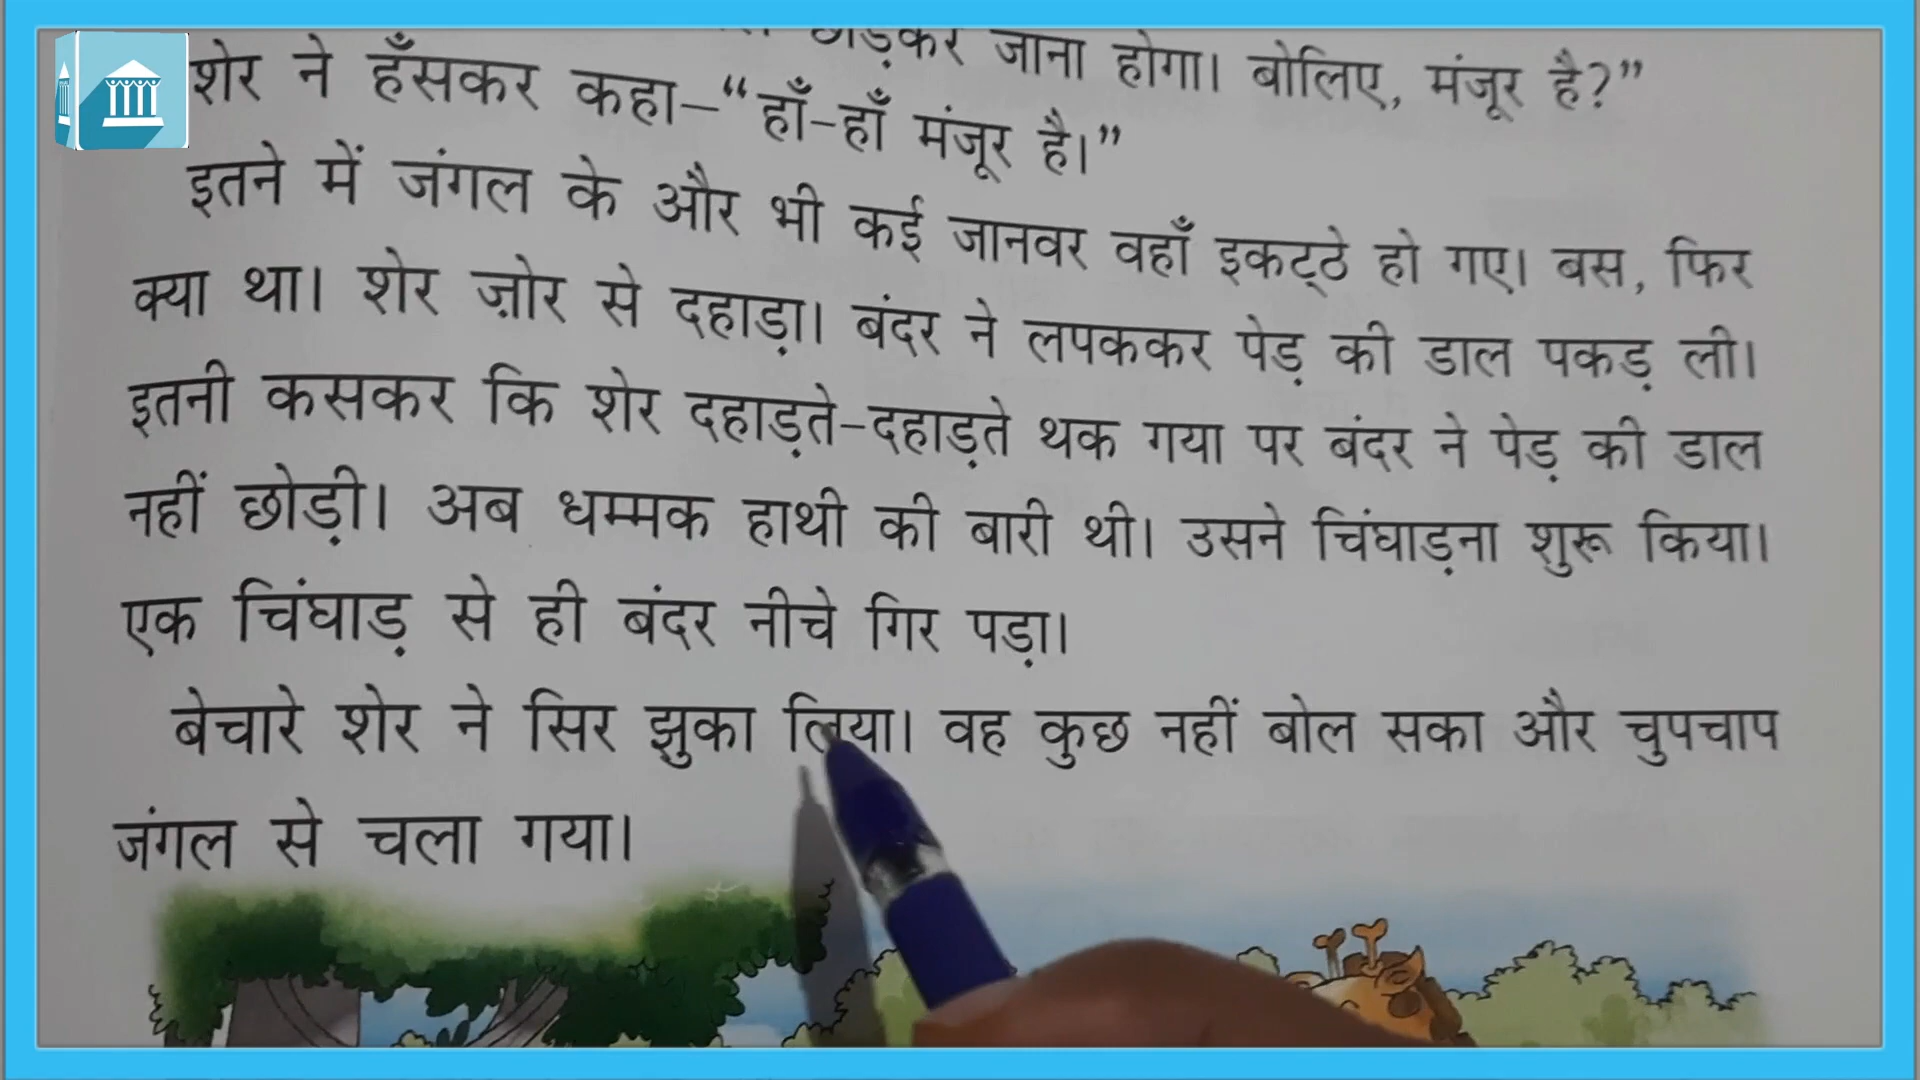 छोड़कर जाना होगा। बोलिए, मंजूर है?”
शेर ने हँसकर कहा–“हाँ-हाँ मंजूर है।”
इतने में जंगल के और भी कई जानवर वहाँ इकट्ठे हो गए। बस, फिर
क्या था। शेर ज़ोर से दहाड़ा। बंदर ने लपककर पेड़ की डाल पकड़ ली।
इतनी कसकर कि शेर दहाड़ते-दहाड़ते थक गया पर बंदर ने पेड़ की डाल
नहीं छोड़ी। अब धम्मक हाथी की बारी थी। उसने चिंघाड़ना शुरू किया।
एक चिंघाड़ से ही बंदर नीचे गिर पड़ा।
बेचारे शेर ने सिर झुका लिया। वह कुछ नहीं बोल सका और चुपचाप
जंगल से चला गया।